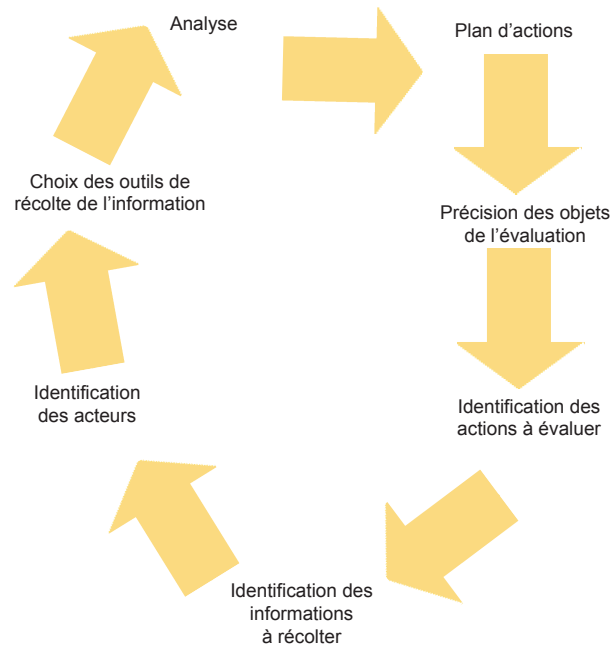 Analyse
Plan d’actions
Précision des objets
de l’évaluation
Identification des
actions à évaluer
Identification des
informations
à récolter
Identification
des acteurs
Choix des outils de
récolte de l’information